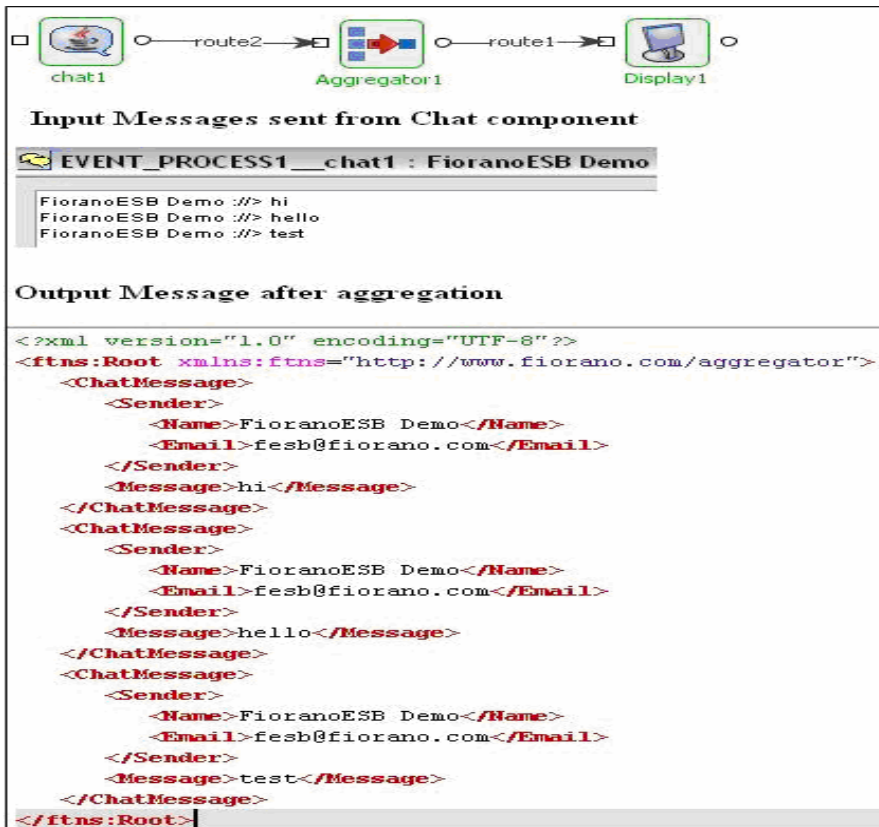 route2
route1
chat1
Aggregator1
Display1
Input Messages sent from Chat component
EVENT_PROCESS1__chat1 : FioranoESB Demo
FioranoESB Demo ://> hi
FioranoESB Demo ://> hello
FioranoESB Demo ://> test
Output Message after aggregation
<?xml version="1.0" encoding="UTF-8"?>
<ftns:Root xmlns:ftns="http://www.fiorano.com/aggregator">
<ChatMessage>
<Sender>
<Name>FioranoESB Demo</Name>
<Email>fesb@fiorano.com</Email>
</Sender>
<Message>hi</Message>
</ChatMessage>
<ChatMessage>
<Sender>
<Name>FioranoESB Demo</Name>
<Email>fesb@fiorano.com</Email>
</Sender>
<Message>hello</Message>
</ChatMessage>
<ChatMessage>
<Sender>
<Name>FioranoESB Demo</Name>
<Email>fesb@fiorano.com</Email>
</Sender>
<Message>test</Message>
</ChatMessage>
</ftns:Root>